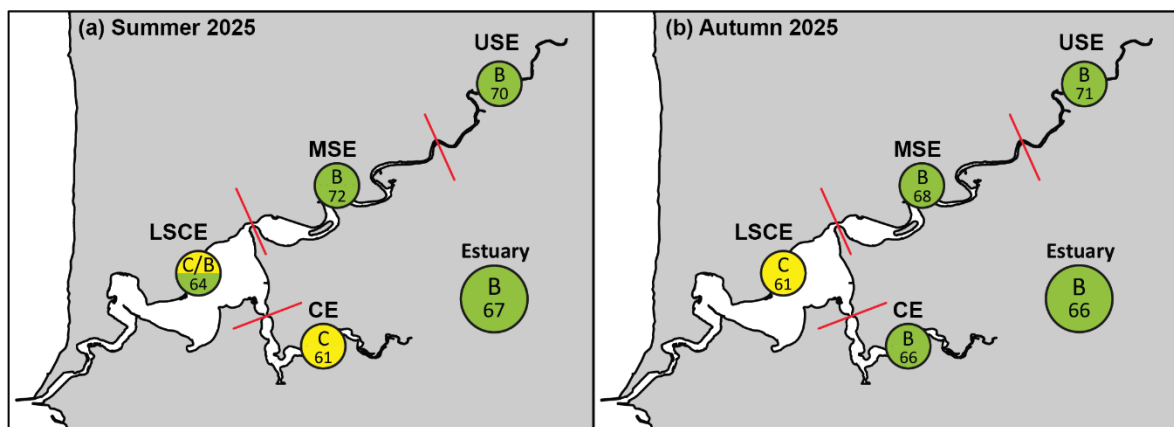 (a) Summer 2025
USE
B
70
MSE
B
72
LSCE
C/B
64
Estuary
B
67
CE
C
61
(b) Autumn 2025
USE
B
71
MSE
B
68
LSCE
C
61
Estuary
B
66
CE
B
66